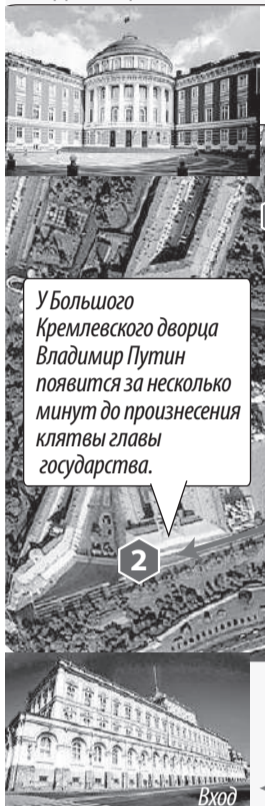 У Большого
Кремлевского дворца
Владимир Путин
появится за несколько
минут до произнесения
клятвы главы
государства.
2
Вход